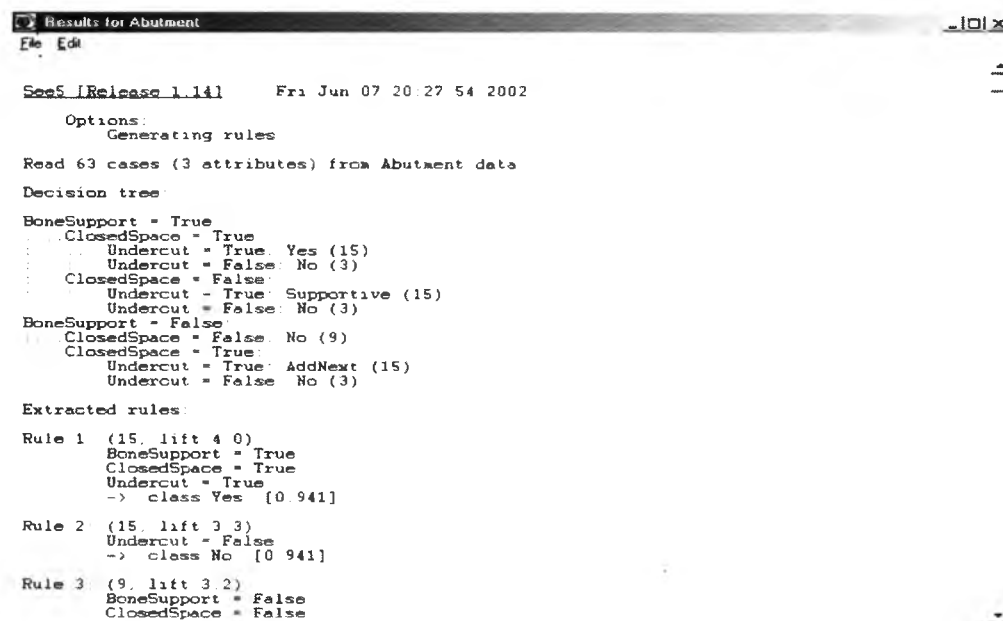 Results for Abutment
File Edit
See5 [Release 1.14] Fri Jun 07 20:27 54 2002
Options:
Generating rules
Read 63 cases (3 attributes) from Abutment data
Decision tree
BoneSupport = True
ClosedSpace = True
Undercut = True: Yes (15)
Undercut = False: No (3)
ClosedSpace = False:
Undercut = True: Supportive (15)
Undercut = False: No (3)
BoneSupport = False:
ClosedSpace = False: No (9)
ClosedSpace = True:
Undercut = True: AddNext (15)
Undercut = False No (3)
Extracted rules:
Rule 1 (15, lift 4 0)
BoneSupport = True
ClosedSpace = True
Undercut = True
-> class Yes [0.941]
Rule 2 (15, lift 3 3)
Undercut = False
-> class No [0 941]
Rule 3 (9, lift 3.2)
BoneSupport = False
ClosedSpace = False